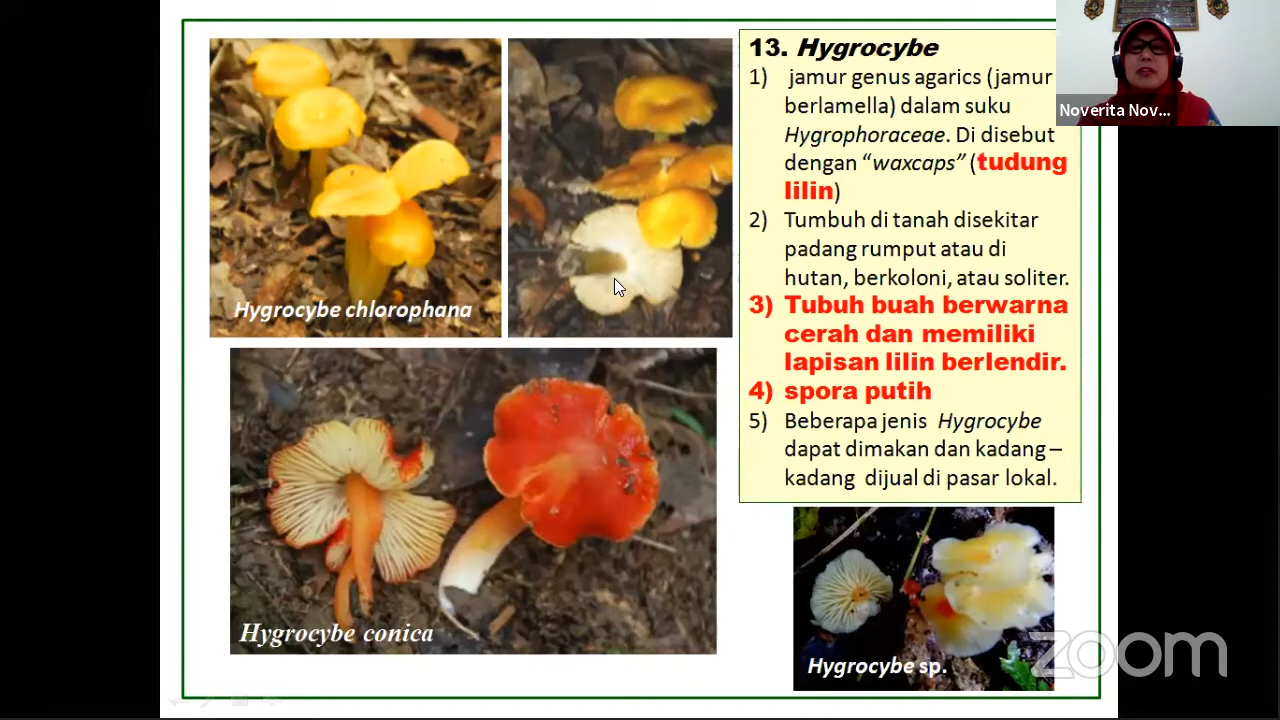 13. Hygrocybe
1) jamur genus agarics (jamur
berlamella) dalam suku
Hygrophoraceae. Di disebut
dengan “waxcaps” (tudung
lilin)
2) Tumbuh di tanah disekitar
padang rumput atau di
hutan, berkoloni, atau soliter.
3) Tubuh buah berwarna
cerah dan memiliki
lapisan lilin berlendir.
4) spora putih
5) Beberapa jenis Hygrocybe
dapat dimakan dan kadang –
kadang dijual di pasar lokal.
Hygrocybe chlorophana
Hygrocybe conica
Hygrocybe sp.
Noverita Nov...
zoom